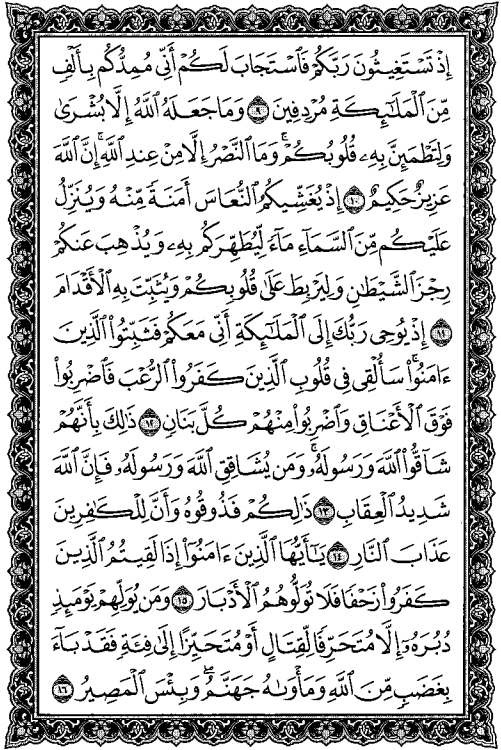 إِذْ تَسْتَغِيثُونَ رَبَّكُمْ فَٱسْتَجَابَ لَكُمْ أَنِّى مُمِدُّكُم بِأَلْفٍ
مِّنَ ٱلْمَلَـٰٓئِكَةِ مُرْدِفِينَ ٩ وَمَا جَعَلَهُ ٱللَّهُ إِلَّا بُشْرَىٰ
وَلِتَطْمَئِنَّ بِهِۦ قُلُوبُكُمْ ۚ وَمَا ٱلنَّصْرُ إِلَّا مِنْ عِندِ ٱللَّهِ ۚ إِنَّ ٱللَّهَ
عَزِيزٌ حَكِيمٌ ١٠ إِذْ يُغَشِّيكُمُ ٱلنُّعَاسَ أَمَنَةً مِّنْهُ وَيُنَزِّلُ
عَلَيْكُم مِّنَ ٱلسَّمَآءِ مَآءً لِّيُطَهِّرَكُم بِهِۦ وَيُذْهِبَ عَنكُمْ
رِجْزَ ٱلشَّيْطَـٰنِ وَلِيَرْبِطَ عَلَىٰ قُلُوبِكُمْ وَيُثَبِّتَ بِهِ ٱلْأَقْدَامَ
١١ إِذْ يُوحِى رَبُّكَ إِلَى ٱلْمَلَـٰٓئِكَةِ أَنِّى مَعَكُمْ فَثَبِّتُوا۟ ٱلَّذِينَ
ءَامَنُوا۟ ۚ سَأُلْقِى فِى قُلُوبِ ٱلَّذِينَ كَفَرُوا۟ ٱلرُّعْبَ فَٱضْرِبُوا۟
فَوْقَ ٱلْأَعْنَاقِ وَٱضْرِبُوا۟ مِنْهُمْ كُلَّ بَنَانٍ ١٢ ذَٰلِكَ بِأَنَّهُمْ
شَآقُّوا۟ ٱللَّهَ وَرَسُولَهُۥ ۚ وَمَن يُشَاقِقِ ٱللَّهَ وَرَسُولَهُۥ فَإِنَّ ٱللَّهَ
شَدِيدُ ٱلْعِقَابِ ١٣ ذَٰلِكُمْ فَذُوقُوهُ وَأَنَّ لِلْكَـٰفِرِينَ
عَذَابَ ٱلنَّارِ ١٤ يَـٰٓأَيُّهَا ٱلَّذِينَ ءَامَنُوٓا۟ إِذَا لَقِيتُمُ ٱلَّذِينَ
كَفَرُوا۟ زَحْفًا فَلَا تُوَلُّوهُمُ ٱلْأَدْبَارَ ١٥ وَمَن يُوَلِّهِمْ يَوْمَئِذٍ
دُبُرَهُۥٓ إِلَّا مُتَحَرِّفًا لِّقِتَالٍ أَوْ مُتَحَيِّزًا إِلَىٰ فِئَةٍ فَقَدْ بَآءَ
بِغَضَبٍ مِّنَ ٱللَّهِ وَمَأْوَىٰهُ جَهَنَّمُ ۖ وَبِئْسَ ٱلْمَصِيرُ ١٦